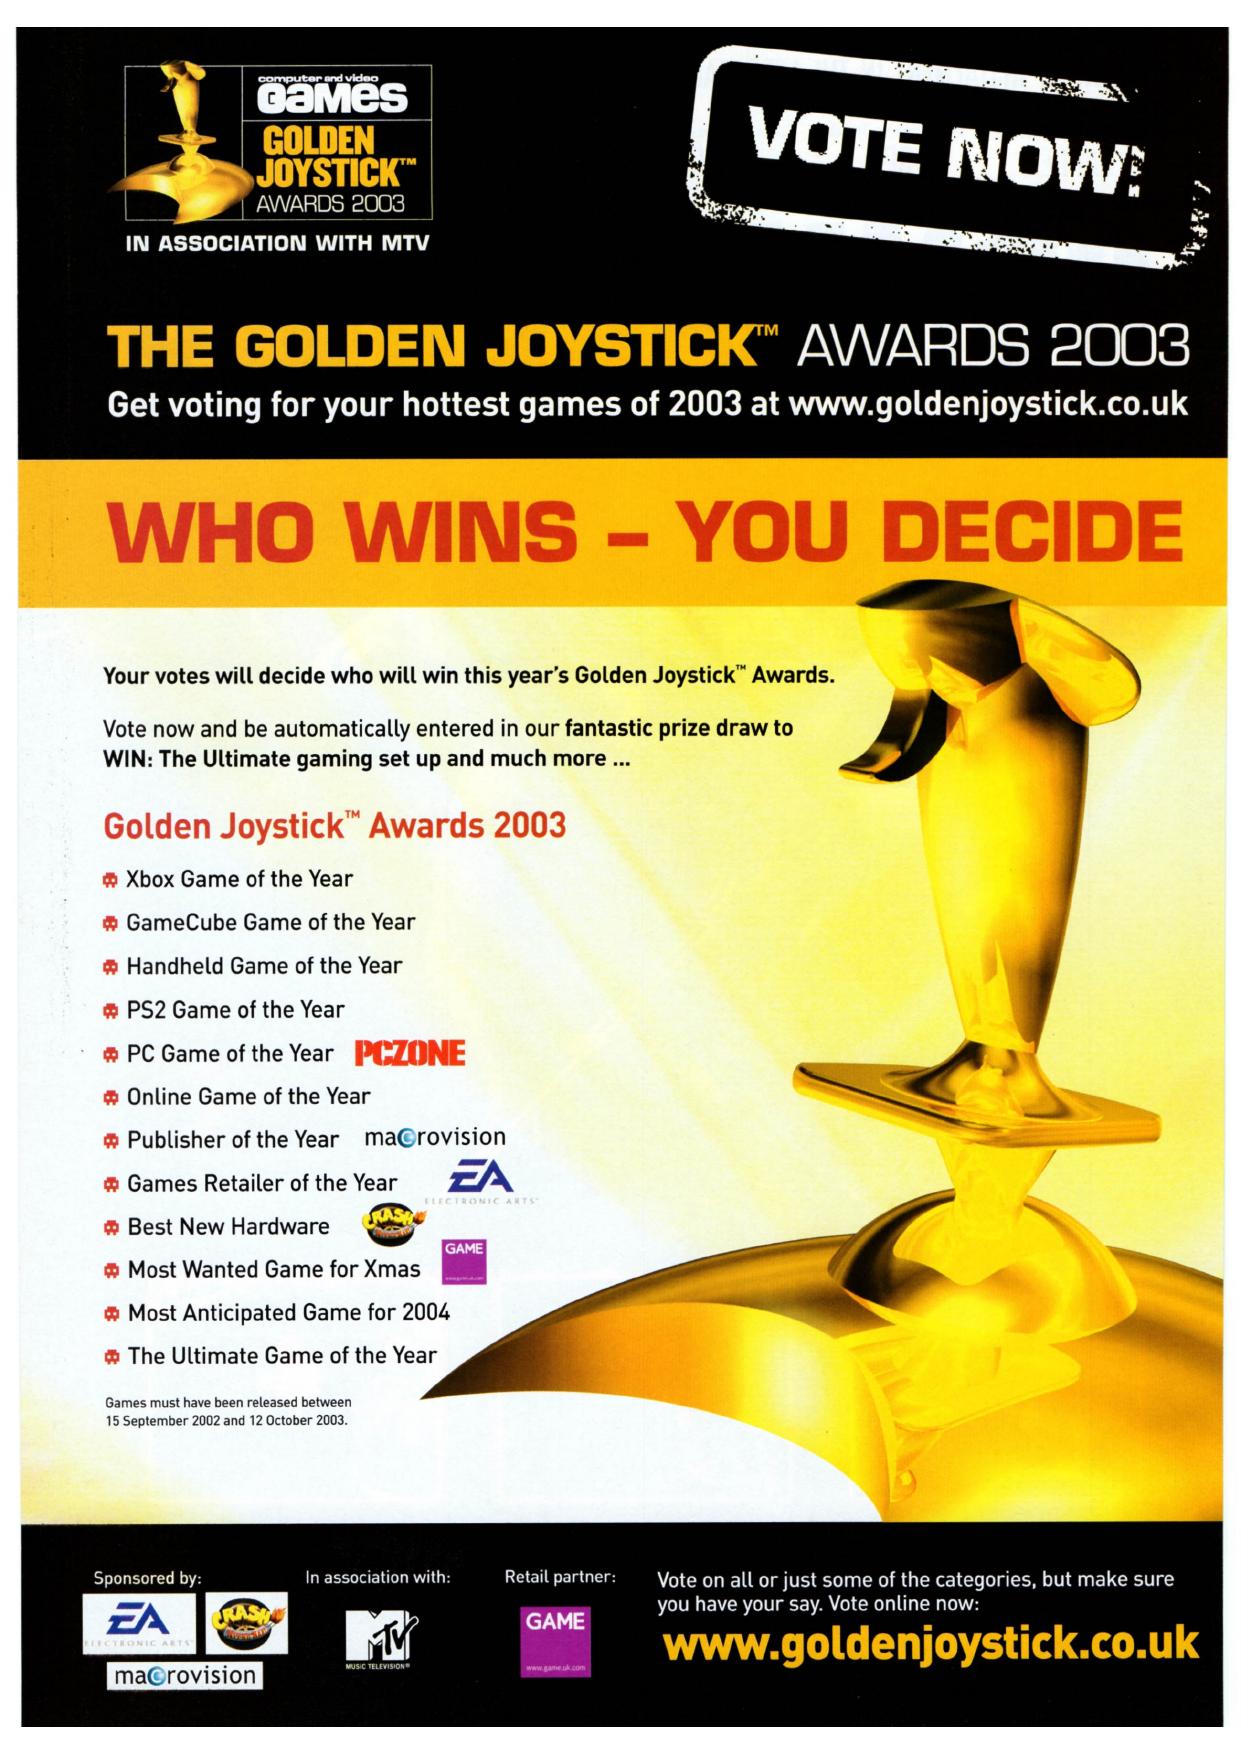 computer and video
games
GOLDEN
JOYSTICK™
AWARDS 2003
IN ASSOCIATION WITH MTV
VOTE NOW!
THE GOLDEN JOYSTICK™ AWARDS 2003
Get voting for your hottest games of 2003 at www.goldenjoystick.co.uk
WHO WINS – YOU DECIDE
Your votes will decide who will win this year's Golden Joystick™ Awards.
Vote now and be automatically entered in our fantastic prize draw to
WIN: The Ultimate gaming set up and much more ...
Golden Joystick™ Awards 2003
Xbox Game of the Year
GameCube Game of the Year
Handheld Game of the Year
PS2 Game of the Year
PC Game of the Year PCZONE
Online Game of the Year
Publisher of the Year macrovision
Games Retailer of the Year EA
ELECTRONIC ARTS™
Best New Hardware CRASH
Most Wanted Game for Xmas GAME
Most Anticipated Game for 2004
The Ultimate Game of the Year
Games must have been released between
15 September 2002 and 12 October 2003.
Sponsored by:
EA
ELECTRONIC ARTS™
CRASH
macrovision
In association with:
MTV
MUSIC TELEVISION®
Retail partner:
GAME
www.game.uk.com
Vote on all or just some of the categories, but make sure
you have your say. Vote online now:
www.goldenjoystick.co.uk